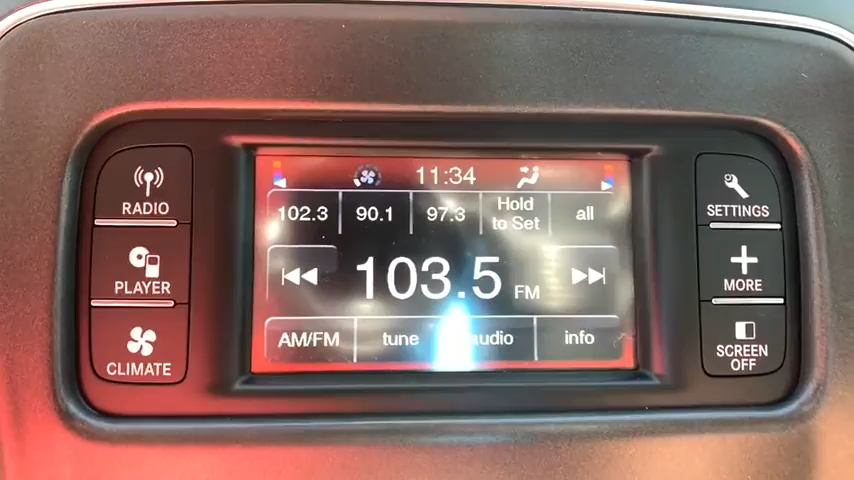 11:34
RADIO
PLAYER
CLIMATE
102.3 90.1 97.3 Hold to Set all
103.5 FM
AM/FM tune audio info
SETTINGS
MORE
SCREEN
OFF